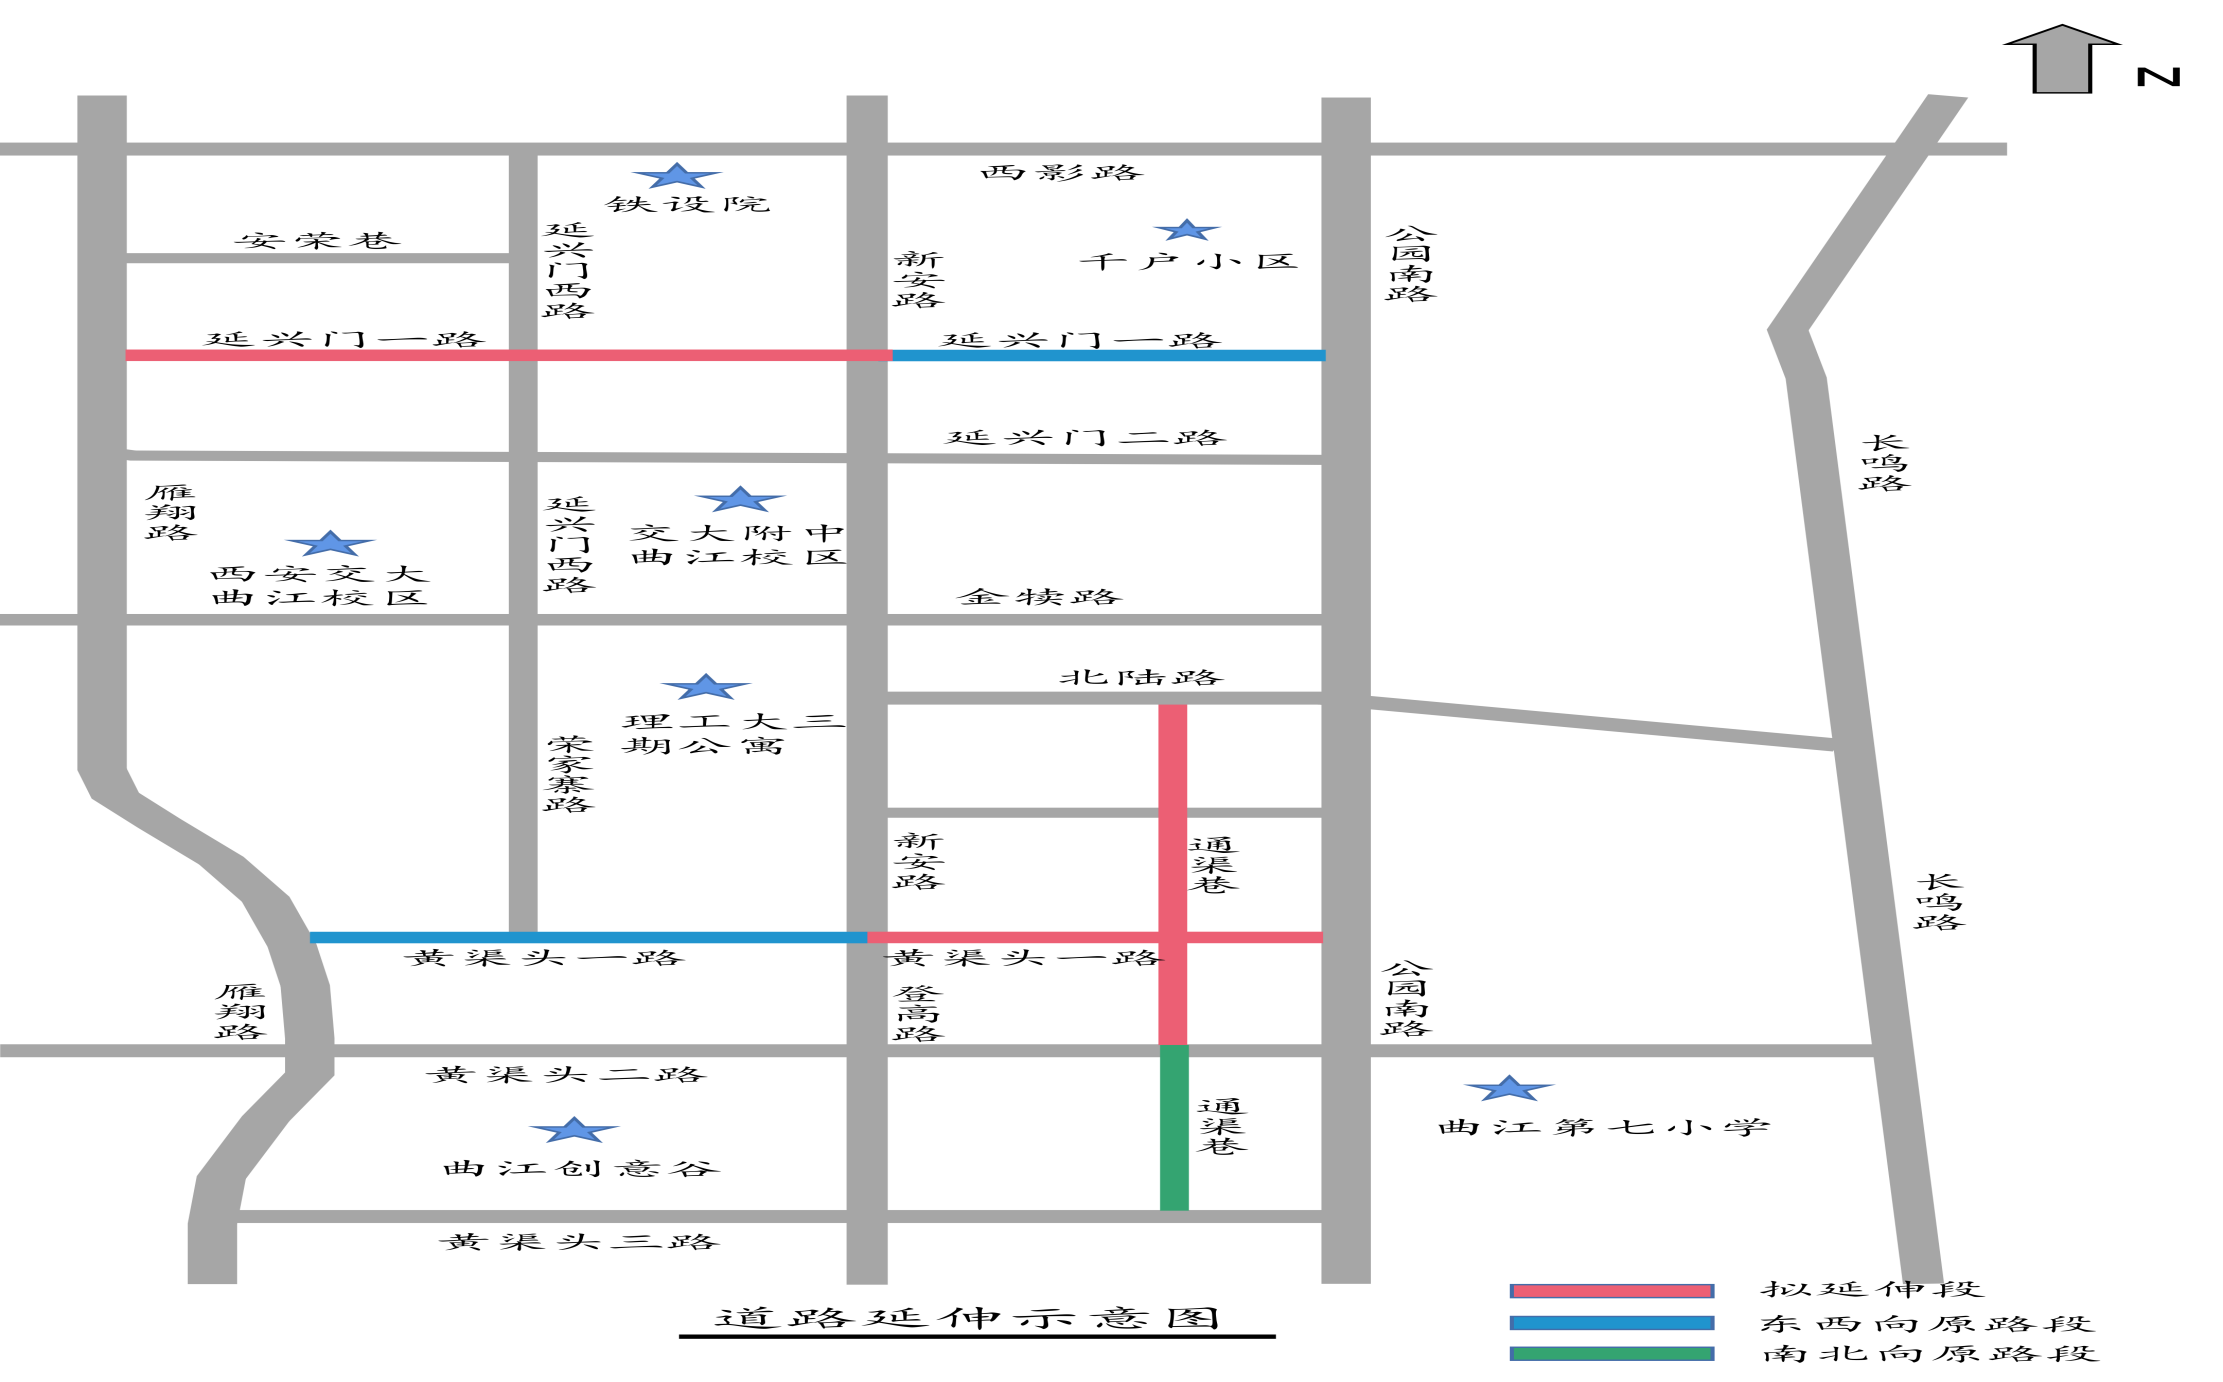 N
西影路
铁设院
安荣巷
延兴门西路
新安路
千户小区
公园南路
延兴门一路
延兴门一路
延兴门二路
长鸣路
雁翔路
延兴门西路
交大附中
曲江校区
西安交大
曲江校区
金犊路
北陆路
理工大三
期公寓
荣家寨路
新安路
通渠巷
长鸣路
黄渠头一路
黄渠头一路
公园南路
雁翔路
登高路
黄渠头二路
通渠巷
曲江第七小学
曲江创意谷
黄渠头三路
道路延伸示意图
拟延伸段
东西向原路段
南北向原路段